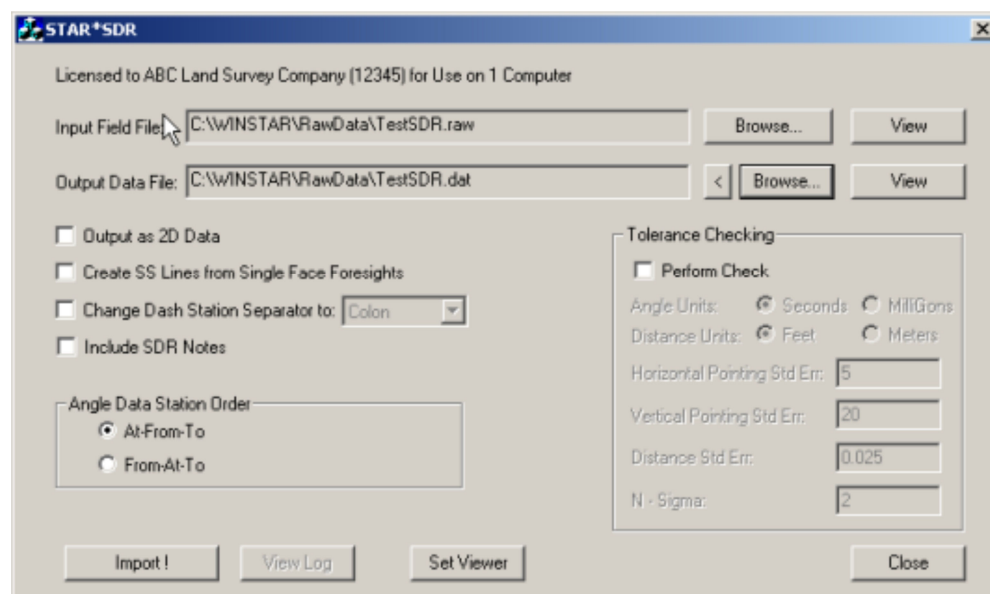 STAR*SDR
Licensed to ABC Land Survey Company (12345) for Use on 1 Computer
Input Field File: C:\WINSTAR\RawData\TestSDR.raw Browse... View
Output Data File: C:\WINSTAR\RawData\TestSDR.dat < Browse... View
Output as 2D Data
Create SS Lines from Single Face Foresights
Change Dash Station Separator to: Colon
Include SDR Notes
Angle Data Station Order
At-From-To
From-At-To
Tolerance Checking
Perform Check
Angle Units: Seconds MilliGons
Distance Units: Feet Meters
Horizontal Pointing Std Err: 5
Vertical Pointing Std Err: 20
Distance Std Err: 0.025
N - Sigma: 2
Import ! View Log Set Viewer Close